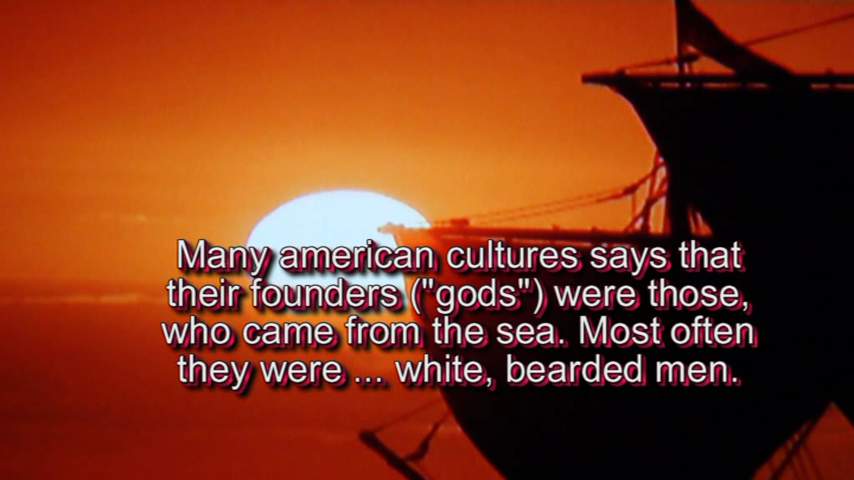 Many american cultures says that
their founders ("gods") were those,
who came from the sea. Most often
they were ... white, bearded men.